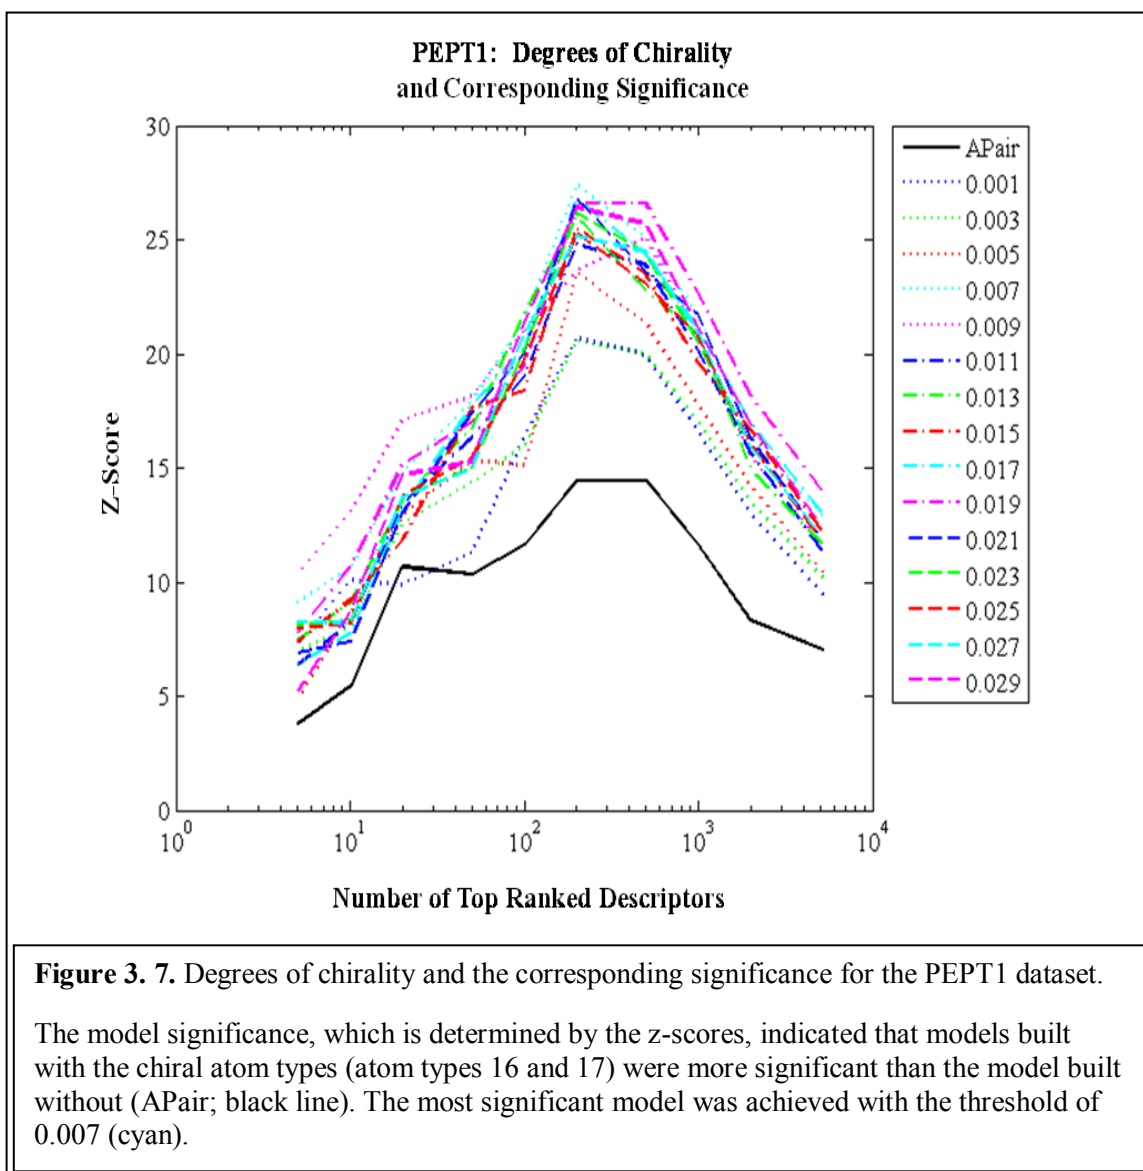 PEPT1: Degrees of Chirality
and Corresponding Significance
30
25
20
15
10
5
0
Z-Score
10^0
10^1
10^2
10^3
10^4
Number of Top Ranked Descriptors
APair
0.001
0.003
0.005
0.007
0.009
0.011
0.013
0.015
0.017
0.019
0.021
0.023
0.025
0.027
0.029
Figure 3. 7. Degrees of chirality and the corresponding significance for the PEPT1 dataset.
The model significance, which is determined by the z-scores, indicated that models built
with the chiral atom types (atom types 16 and 17) were more significant than the model built
without (APair; black line). The most significant model was achieved with the threshold of
0.007 (cyan).